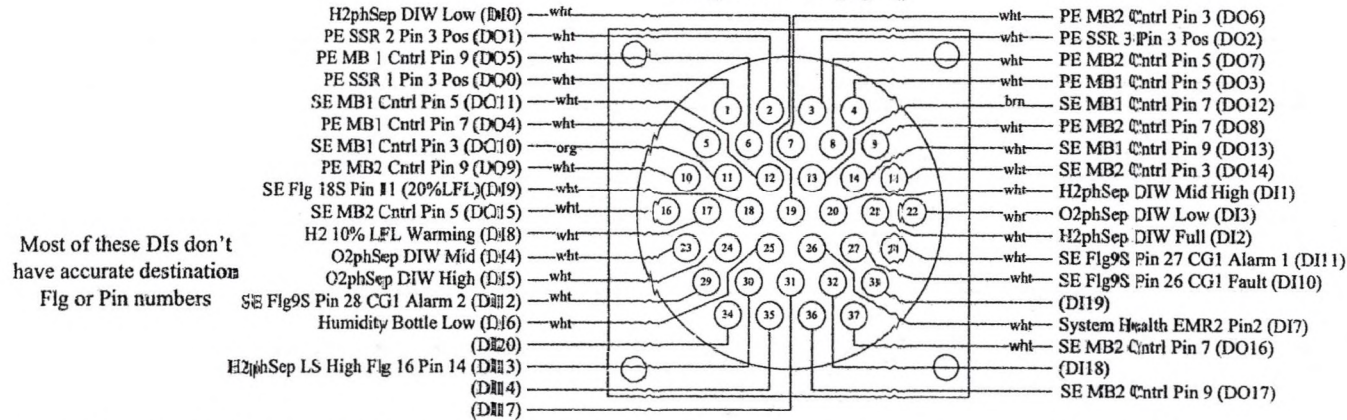 H2phSep DIW Low (DI0) wht
PE SSR 2 Pin 3 Pos (DO1) wht
PE MB 1 Cntrl Pin 9 (DO5) wht
PE SSR 1 Pin 3 Pos (DO0) wht
SE MB1 Cntrl Pin 5 (DO11) wht
PE MB1 Cntrl Pin 7 (DO4) wht
SE MB1 Cntrl Pin 3 (DO10) org
PE MB2 Cntrl Pin 9 (DO9) wht
SE Flg 18S Pin 11 (20%LFL)(DI9) wht
SE MB2 Cntrl Pin 5 (DO15) wht
H2 10% LFL Warming (DI8) wht
O2phSep DIW Mid (DI4) wht
O2phSep DIW High (DI5) wht
SE Flg9S Pin 28 CG1 Alarm 2 (DI12) wht
Humidity Bottle Low (DI6) wht
(DI20)
H2phSep LS High Flg 16 Pin 14 (DI13)
(DI14)
(DI17)
Most of these DIs don't
have accurate destination
Flg or Pin numbers
1 2 3 4
5 6 7 8 9
10 11 12 13 14
16 17 18 19 20 21 22
23 24 25 26 27
29 30 31 32 33
34 35 36 37
wht PE MB2 Cntrl Pin 3 (DO6)
wht PE SSR 3 Pin 3 Pos (DO2)
wht PE MB2 Cntrl Pin 5 (DO7)
wht PE MB1 Cntrl Pin 5 (DO3)
brn SE MB1 Cntrl Pin 7 (DO12)
wht PE MB2 Cntrl Pin 7 (DO8)
wht SE MB1 Cntrl Pin 9 (DO13)
wht SE MB2 Cntrl Pin 3 (DO14)
wht H2phSep DIW Mid High (DI1)
wht O2phSep DIW Low (DI3)
wht H2phSep DIW Full (DI2)
wht SE Flg9S Pin 27 CG1 Alarm 1 (DI11)
wht SE Flg9S Pin 26 CG1 Fault (DI10)
(DI19)
wht System Health EMR2 Pin2 (DI7)
wht SE MB2 Cntrl Pin 7 (DO16)
(DI18)
SE MB2 Cntrl Pin 9 (DO17)